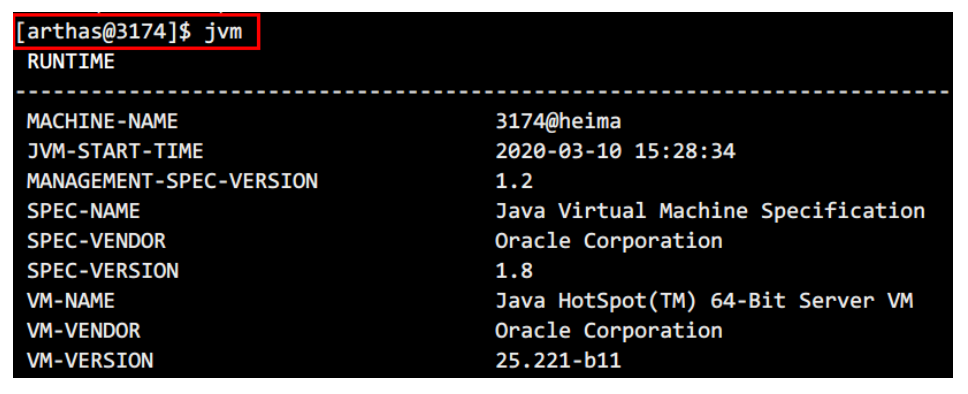 [arthas@3174]$ jvm
RUNTIME
--------------------------------------------------------------------------
MACHINE-NAME 3174@heima
JVM-START-TIME 2020-03-10 15:28:34
MANAGEMENT-SPEC-VERSION 1.2
SPEC-NAME Java Virtual Machine Specification
SPEC-VENDOR Oracle Corporation
SPEC-VERSION 1.8
VM-NAME Java HotSpot(TM) 64-Bit Server VM
VM-VENDOR Oracle Corporation
VM-VERSION 25.221-b11